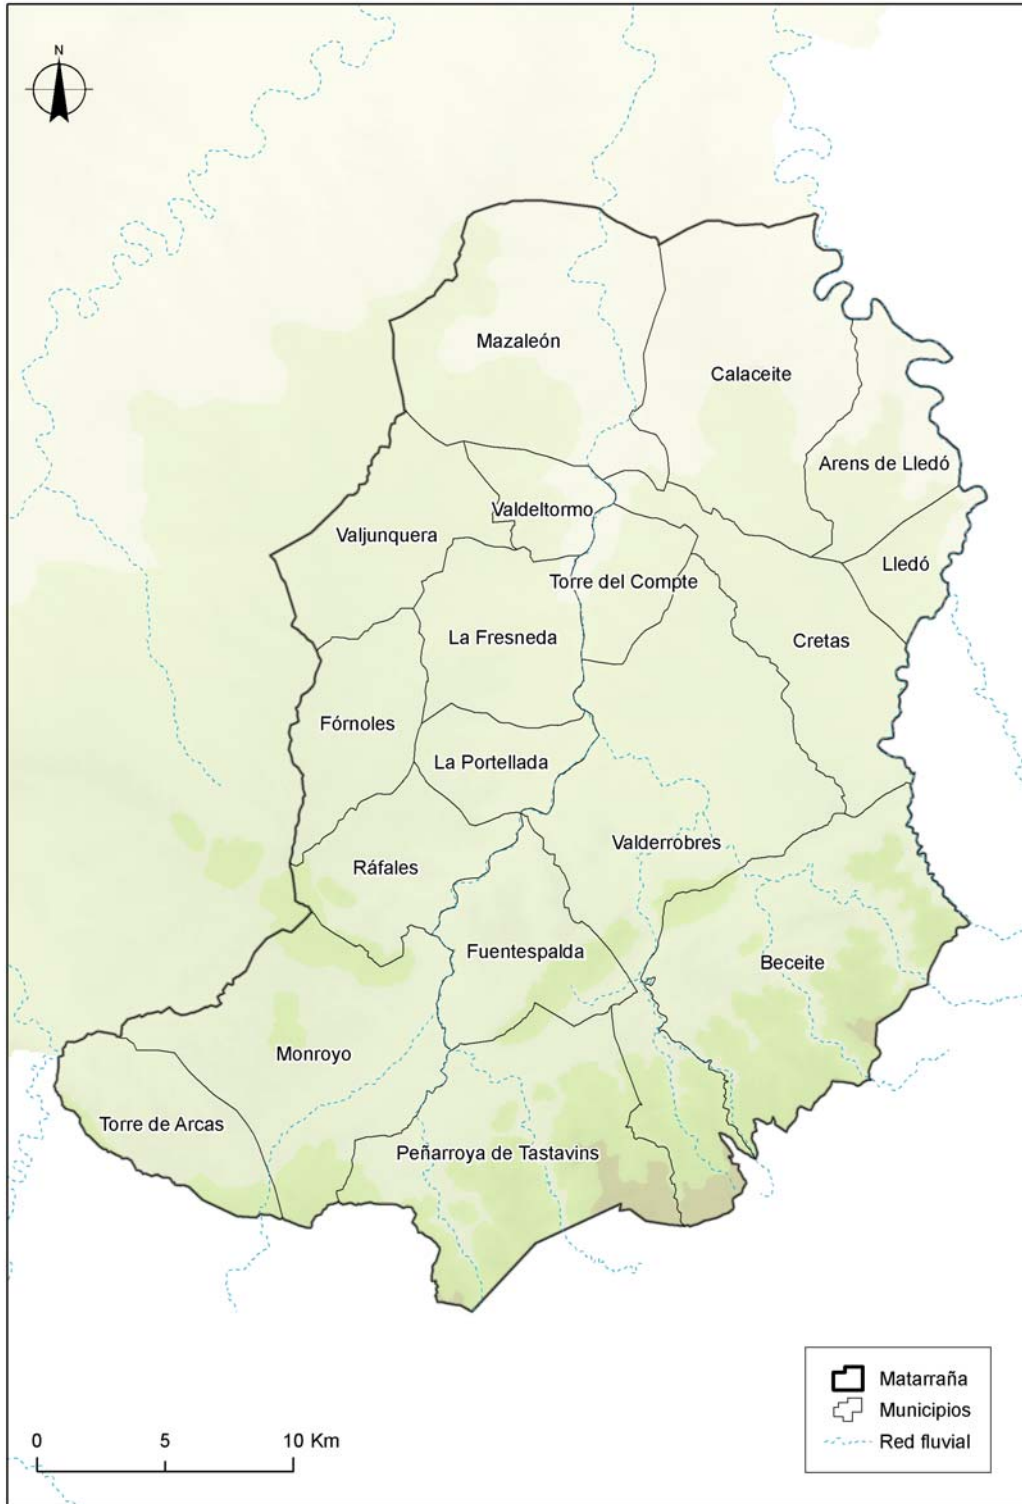 N
Mazaleón
Calaceite
Arens de Lledó
Valdeltormo
Valjunquera
Lledó
Torre del Compte
La Fresneda
Cretas
Fórnoles
La Portellada
Valderrobres
Ráfales
Fuentespalda
Beceite
Monroyo
Torre de Arcas
Peñarroya de Tastavins
Matarraña
Municipios
Red fluvial
0 5 10 Km